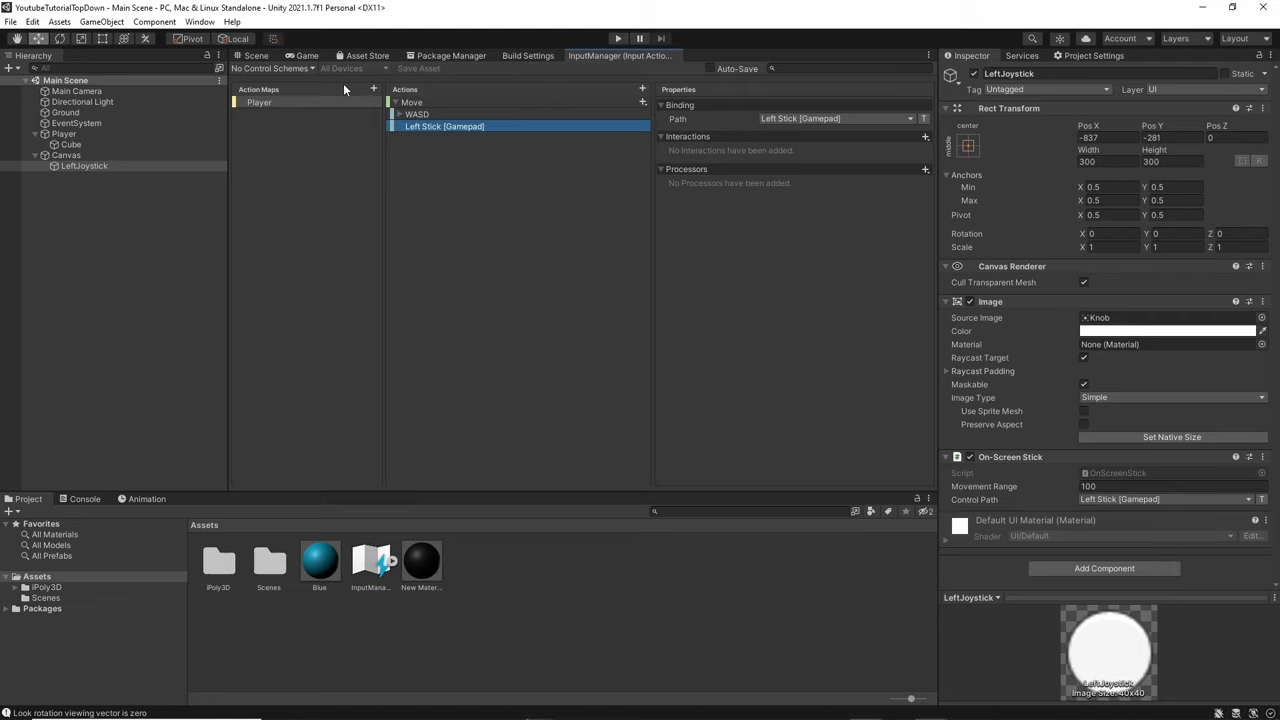 YoutubeTutorialTopDown - Main Scene - PC, Mac & Linux Standalone - Unity 2021.1.7f1 Personal <DX11>
File Edit Assets GameObject Component Window Help
Pivot Local Account Layers Layout
Hierarchy
All
Main Scene
Main Camera
Directional Light
Ground
EventSystem
Player
Cube
Canvas
LeftJoystick
Scene Game Asset Store Package Manager Build Settings InputManager (Input Actio...
No Control Schemes All Devices Save Asset Auto-Save
Action Maps
Player
Actions
Move
WASD
Left Stick [Gamepad]
Properties
Binding
Path Left Stick [Gamepad] T
Interactions
No Interactions have been added.
Processors
No Processors have been added.
Inspector Services Project Settings
LeftJoystick Static
Tag Untagged Layer UI
Rect Transform
center Pos X Pos Y Pos Z
middle -837 -281 0
Width Height
300 300 R
Anchors
Min X 0.5 Y 0.5
Max X 0.5 Y 0.5
Pivot X 0.5 Y 0.5
Rotation X 0 Y 0 Z 0
Scale X 1 Y 1 Z 1
Canvas Renderer
Cull Transparent Mesh
Image
Source Image Knob
Color
Material None (Material)
Raycast Target
Raycast Padding
Maskable
Image Type Simple
Use Sprite Mesh
Preserve Aspect
Set Native Size
On-Screen Stick
Script OnScreenStick
Movement Range 100
Control Path Left Stick [Gamepad] T
Default UI Material (Material)
Shader UI/Default Edit...
Add Component
LeftJoystick
LeftJoystick
Image Size: 40x40
Project Console Animation
2
Favorites
All Materials
All Models
All Prefabs
Assets
iPoly3D
Scenes
Packages
Assets
iPoly3D Scenes Blue InputMana... New Mater...
Look rotation viewing vector is zero